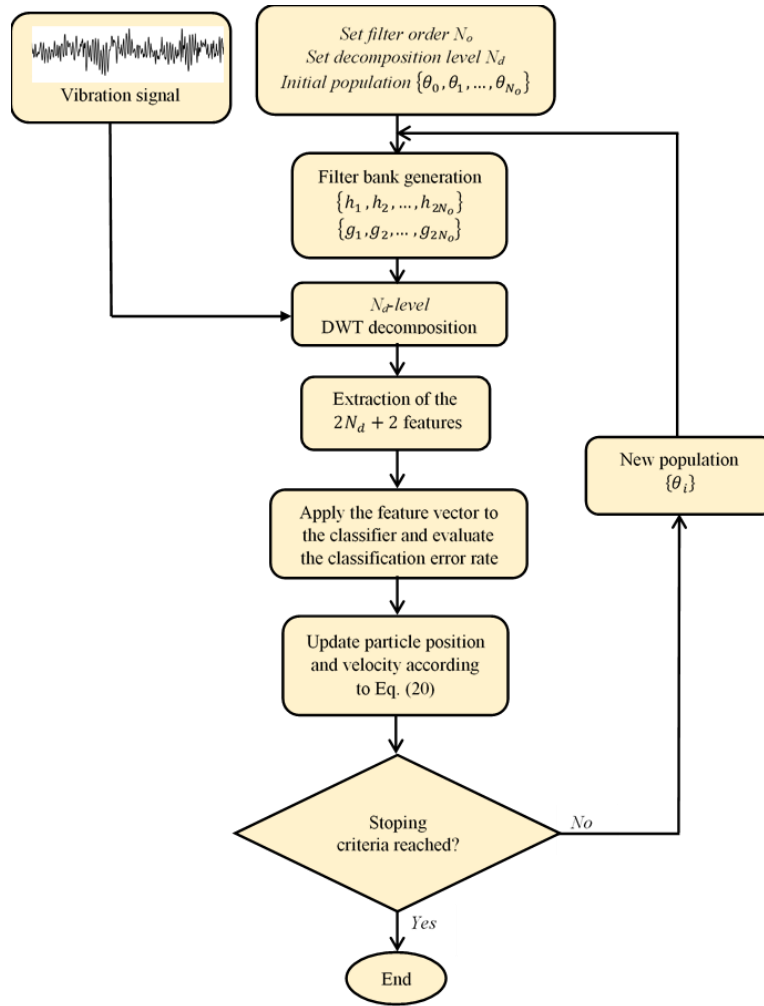 Vibration signal
Set filter order N_o
Set decomposition level N_d
Initial population {θ_0, θ_1, ..., θ_{N_o}}
Filter bank generation
{h_1, h_2, ..., h_{2N_o}}
{g_1, g_2, ..., g_{2N_o}}
N_d-level
DWT decomposition
Extraction of the
2N_d + 2 features
New population
{θ_i}
Apply the feature vector to
the classifier and evaluate
the classification error rate
Update particle position
and velocity according
to Eq. (20)
Stoping
criteria reached?
No
Yes
End